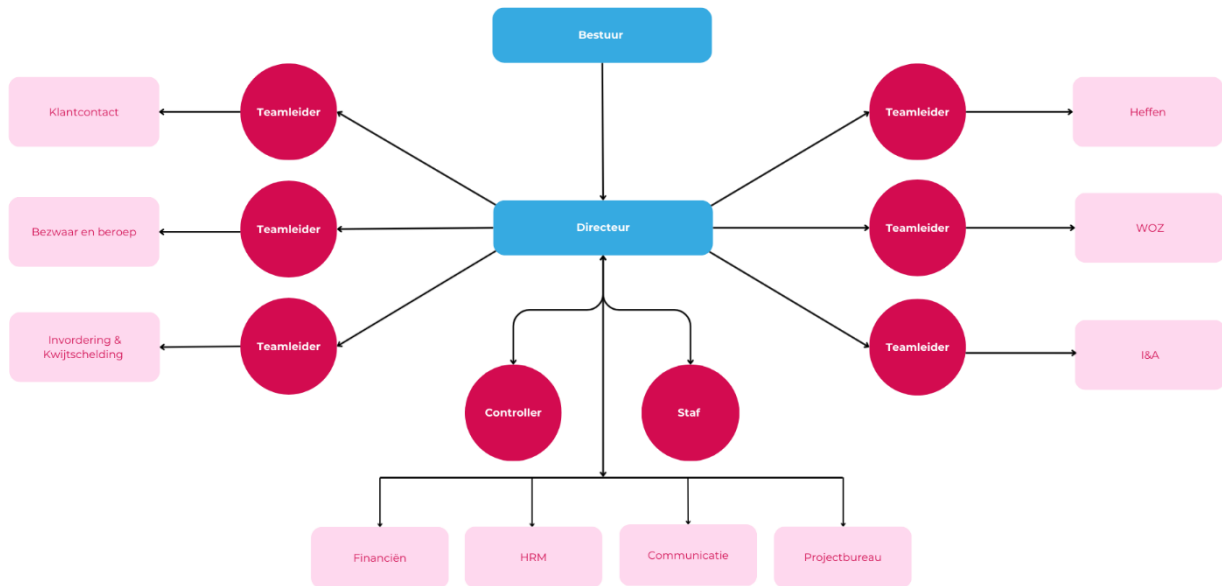 Bestuur
Klantcontact
Teamleider
Teamleider
Heffen
Bezwaar en beroep
Teamleider
Directeur
Teamleider
WOZ
Invordering &
Kwijtschelding
Teamleider
Teamleider
I&A
Controller
Staf
Financiën
HRM
Communicatie
Projectbureau